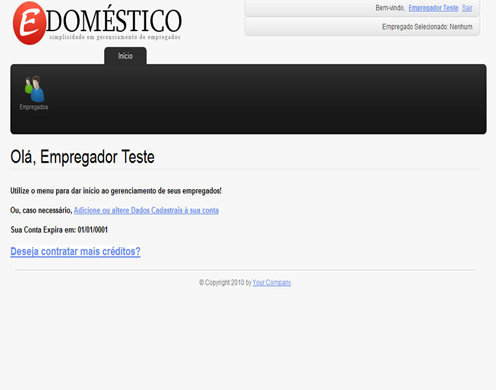 E DOMÉSTICO
simplicidade em gerenciamento de empregados
Bem-vindo, Empregador Teste Sair
Empregado Selecionado: Nenhum
Início
Empregados
Olá, Empregador Teste
Utilize o menu para dar início ao gerenciamento de seus empregados!
Ou, caso necessário, Adicione ou altere Dados Cadastrais à sua conta
Sua Conta Expira em: 01/01/0001
Deseja contratar mais créditos?
© Copyright 2010 by Your Company